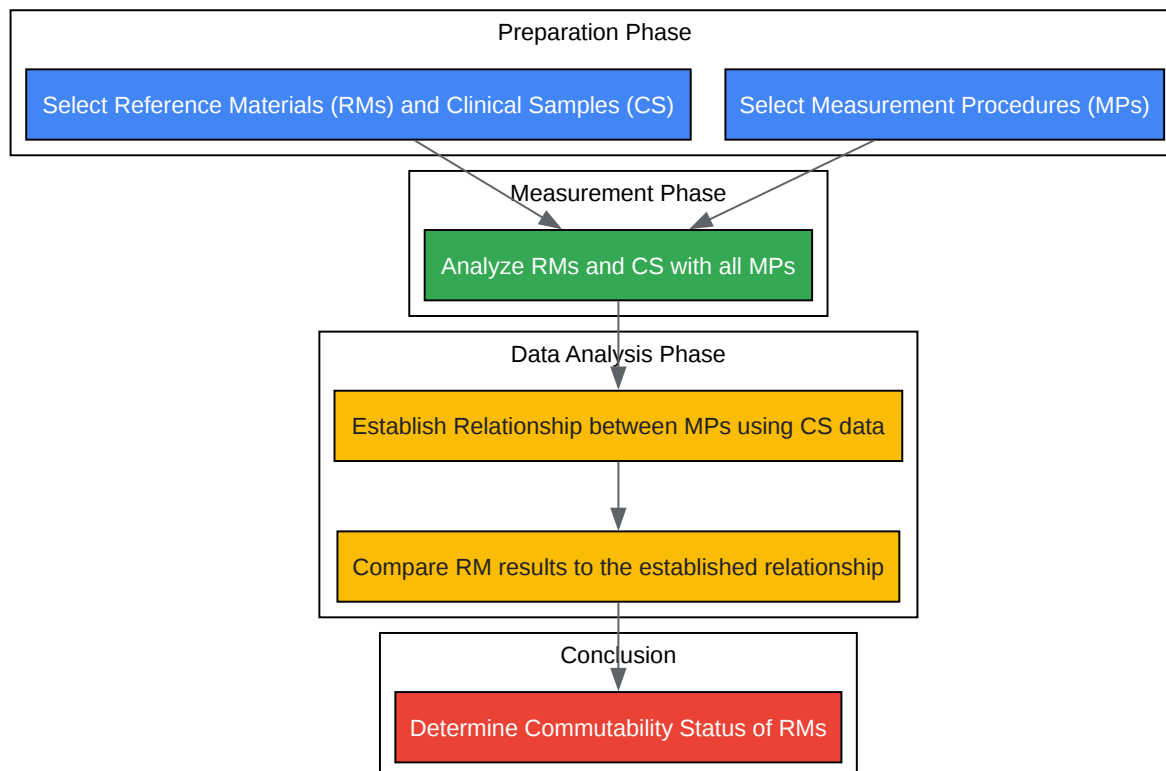 Preparation Phase
Select Reference Materials (RMs) and Clinical Samples (CS)
Select Measurement Procedures (MPs)
Measurement Phase
Analyze RMs and CS with all MPs
Data Analysis Phase
Establish Relationship between MPs using CS data
Compare RM results to the established relationship
Conclusion
Determine Commutability Status of RMs